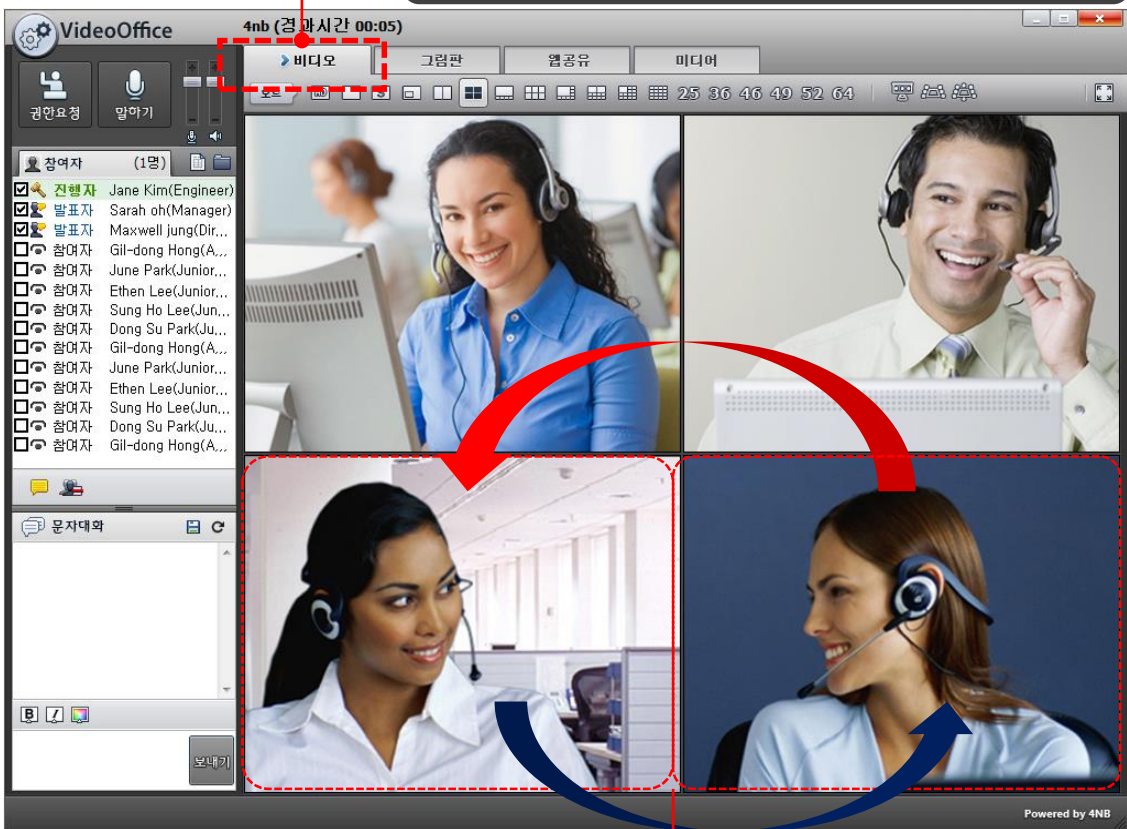 VideoOffice
4nb (경과시간 00:05)
비디오
그림판
웹공유
미디어
권한요청
말하기
모드
HD
S
25 36 46 49 52 64
참여자 (1명)
진행자 Jane Kim(Engineer)
발표자 Sarah oh(Manager)
발표자 Maxwell jung(Dir...
참여자 Gil-dong Hong(A...
참여자 June Park(Junior...
참여자 Ethen Lee(Junior...
참여자 Sung Ho Lee(Jun...
참여자 Dong Su Park(Ju...
참여자 Gil-dong Hong(A...
참여자 June Park(Junior...
참여자 Ethen Lee(Junior...
참여자 Sung Ho Lee(Jun...
참여자 Dong Su Park(Ju...
참여자 Gil-dong Hong(A...
문자대화
B I
보내기
Powered by 4NB